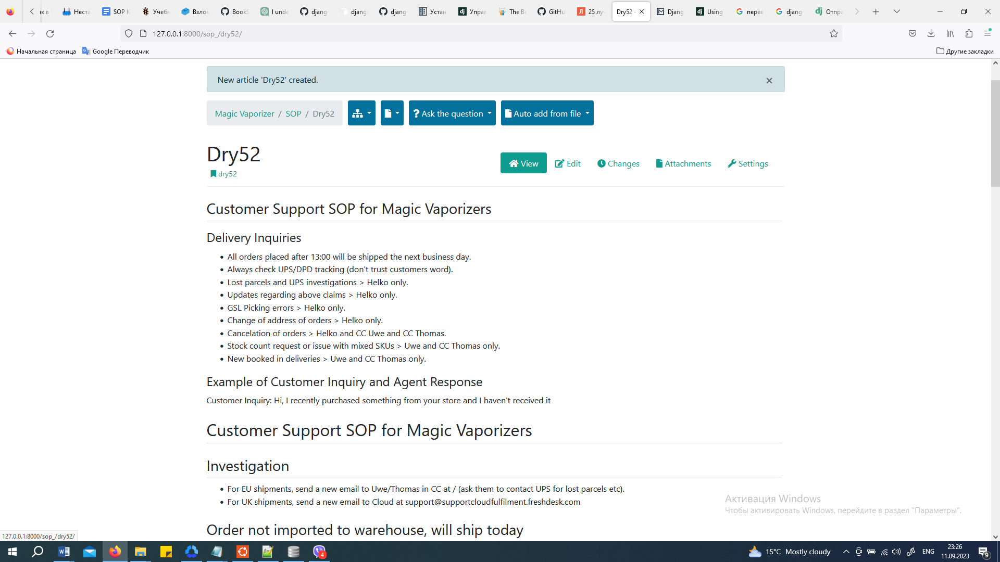 ак в
Неста
SOP K
Учебн
Взлом
BookS
I unde
djang
djang
djang
Устан
Управ
The B
GitHu
25 лу
Dry52 -
Djang
Using
перев
djang
Отпра
127.0.0.1:8000/sop_/dry52/
Начальная страница
Google Переводчик
Другие закладки
New article 'Dry52' created.
Magic Vaporizer / SOP / Dry52
? Ask the question
Auto add from file
Dry52
dry52
View
Edit
Changes
Attachments
Settings
Customer Support SOP for Magic Vaporizers
Delivery Inquiries
• All orders placed after 13:00 will be shipped the next business day.
• Always check UPS/DPD tracking (don't trust customers word).
• Lost parcels and UPS investigations > Helko only.
• Updates regarding above claims > Helko only.
• GSL Picking errors > Helko only.
• Change of address of orders > Helko only.
• Cancelation of orders > Helko and CC Uwe and CC Thomas.
• Stock count request or issue with mixed SKUs > Uwe and CC Thomas only.
• New booked in deliveries > Uwe and CC Thomas only.
Example of Customer Inquiry and Agent Response
Customer Inquiry: Hi, I recently purchased something from your store and I haven't received it
Customer Support SOP for Magic Vaporizers
Investigation
• For EU shipments, send a new email to Uwe/Thomas in CC at / (ask them to contact UPS for lost parcels etc).
• For UK shipments, send a new email to Cloud at support@supportcloudfulfilment.freshdesk.com
Активация Windows
Чтобы активировать Windows, перейдите в раздел "Параметры".
Order not imported to warehouse, will ship today
127.0.0.1:8000/sop_/dry52/
4
15°C Mostly cloudy
ENG
23:26
11.09.2023
9